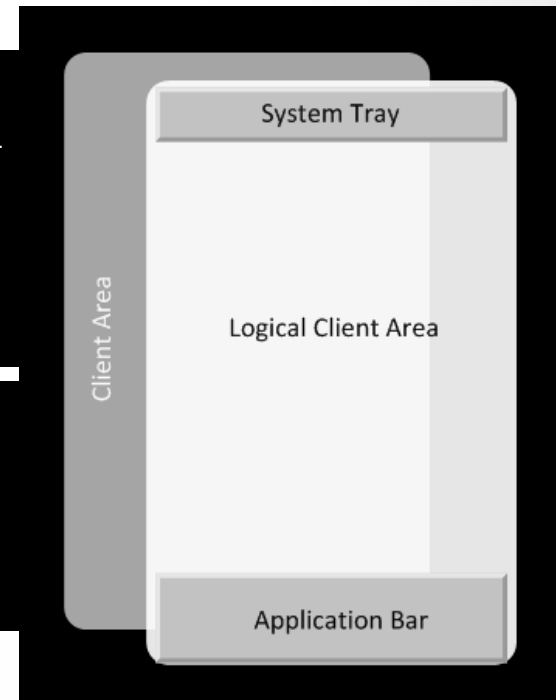 System Tray
Client Area
Logical Client Area
Application Bar